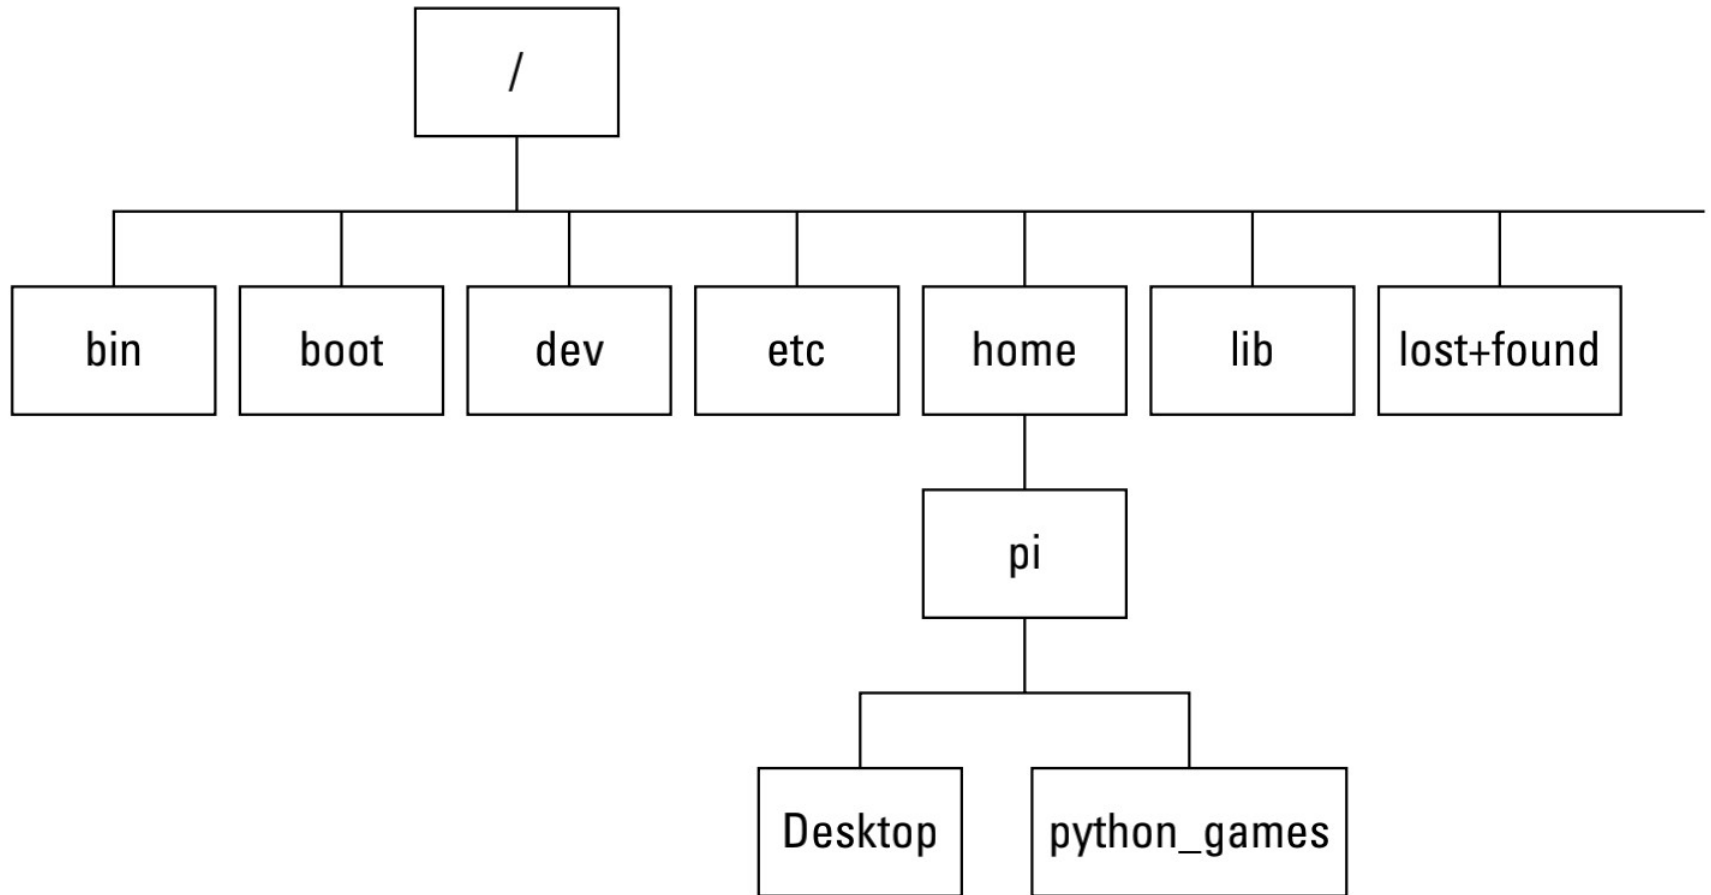 /
bin
boot
dev
etc
home
lib
lost+found
pi
Desktop
python_games